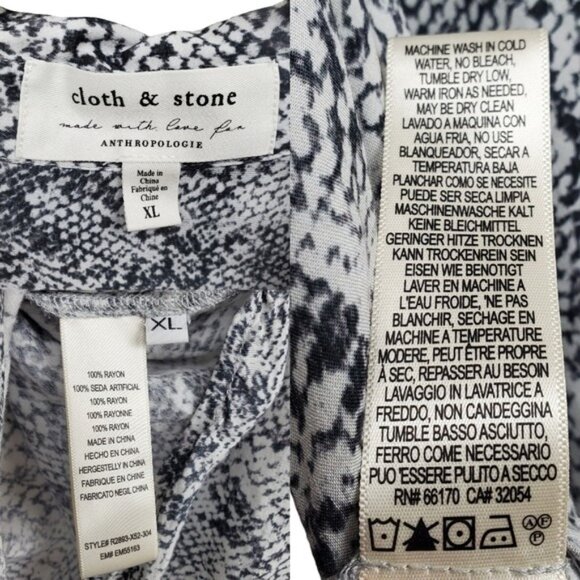 cloth & stone
made with love for
ANTHROPOLOGIE
Made in
China
Fabriqué en
Chine
XL
XL
100% RAYON
100% SEDA ARTIFICIAL
100% RAYON
100% RAYONNE
100% RAYON
MADE IN CHINA
HECHO EN CHINA
HERGESTELLY IN CHINA
FABRIQUE EN CHINE
FABRICATO NEGIL CHINA
STYLE# R2893-X52-304
EM# EM55163
MACHINE WASH IN COLD
WATER, NO BLEACH,
TUMBLE DRY LOW,
WARM IRON AS NEEDED,
MAY BE DRY CLEAN
LAVADO A MAQUINA CON
AGUA FRIA, NO USE
BLANQUEADOR, SECAR A
TEMPERATURA BAJA
PLANCHAR COMO SE NECESITE
PUEDE SER SECA LIMPIA
MASCHINENWASCHE KALT
KEINE BLEICHMITTEL
GERINGER HITZE TROCKNEN
KANN TROCKENREIN SEIN
EISEN WIE BENOTIGT
LAVER EN MACHINE A
L'EAU FROIDE, 'NE PAS
BLANCHIR, SECHAGE EN
MACHINE A TEMPERATURE
MODERE, PEUT ÊTRE PROPRE
À SEC, REPASSER AU BESOIN
LAVAGGIO IN LAVATRICE A
FREDDO, NON CANDEGGINA
TUMBLE BASSO ASCIUTTO,
FERRO COME NECESSARIO
PUO 'ESSERE PULITO A SECCO
RN# 66170 CA# 32054
A F P